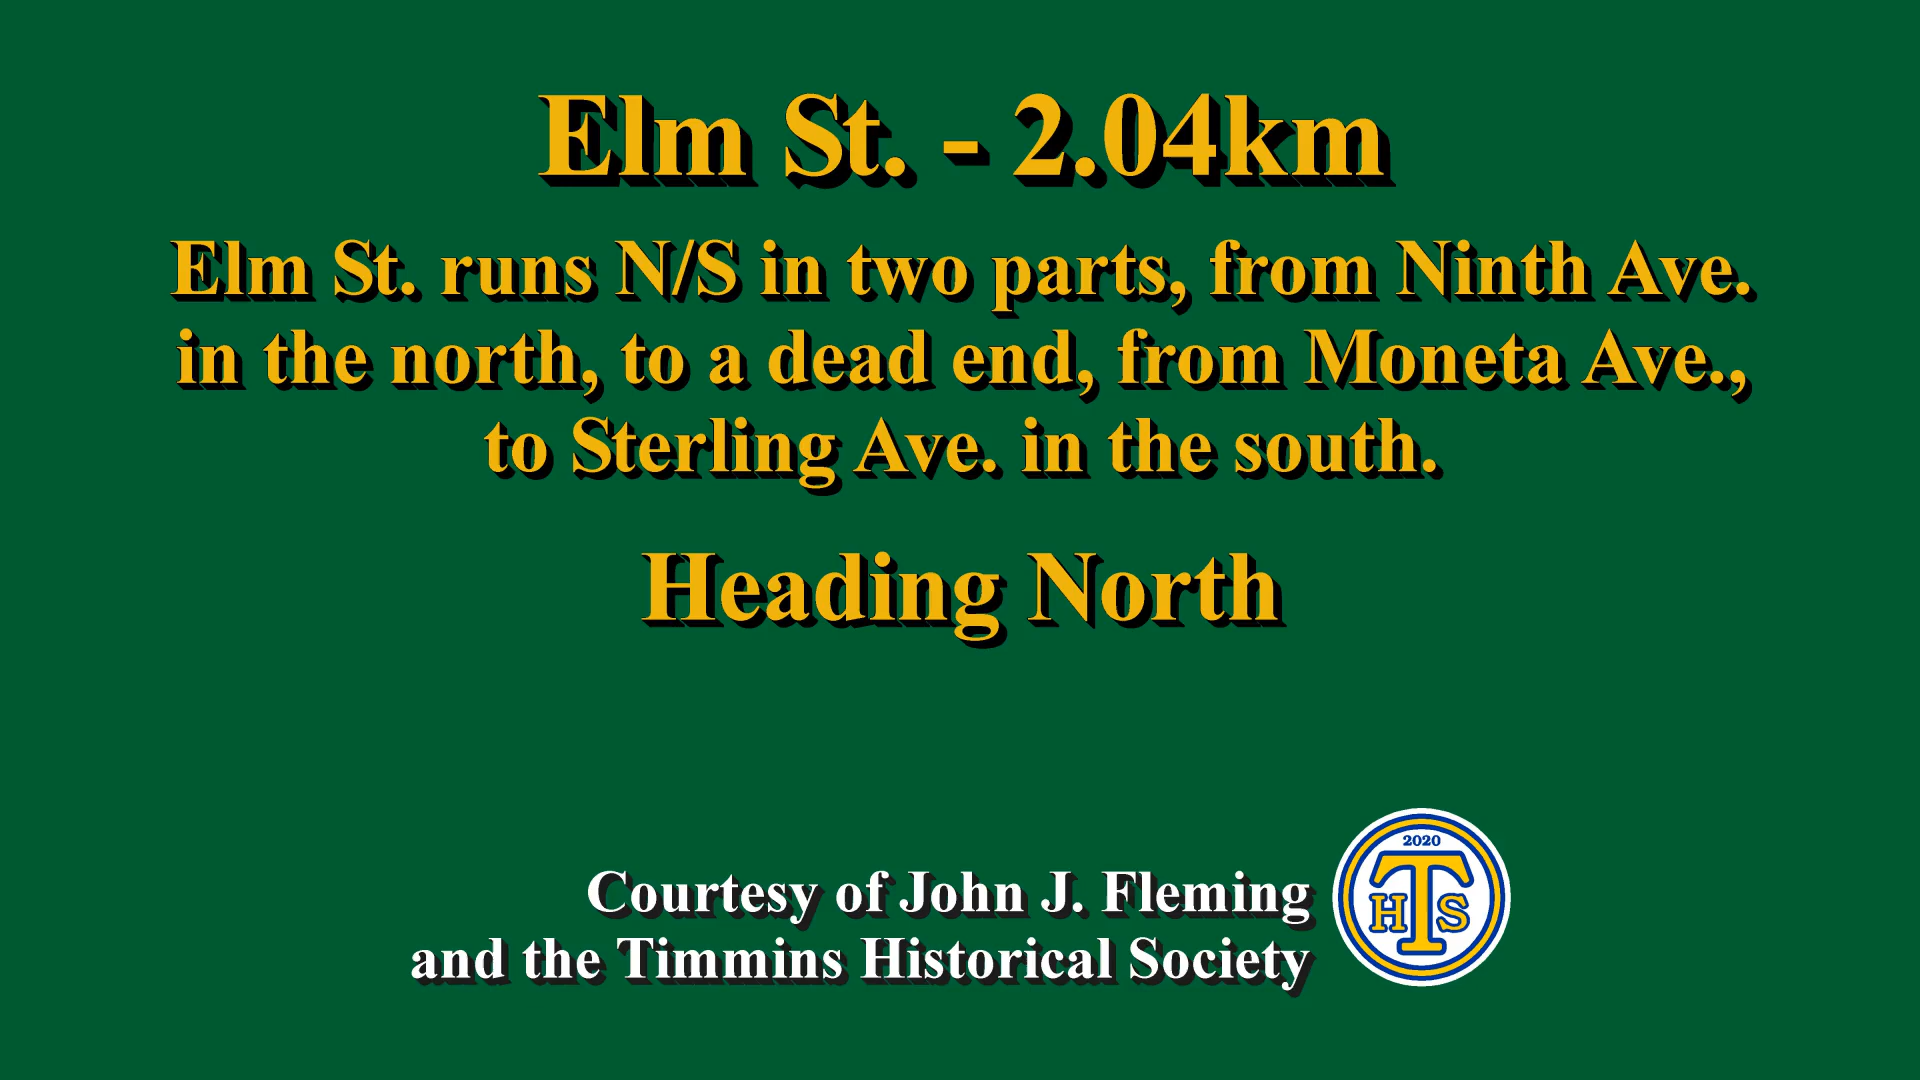 Elm St. - 2.04km
Elm St. runs N/S in two parts, from Ninth Ave.
in the north, to a dead end, from Moneta Ave.,
to Sterling Ave. in the south.
Heading North
Courtesy of John J. Fleming
and the Timmins Historical Society
2020
HTS